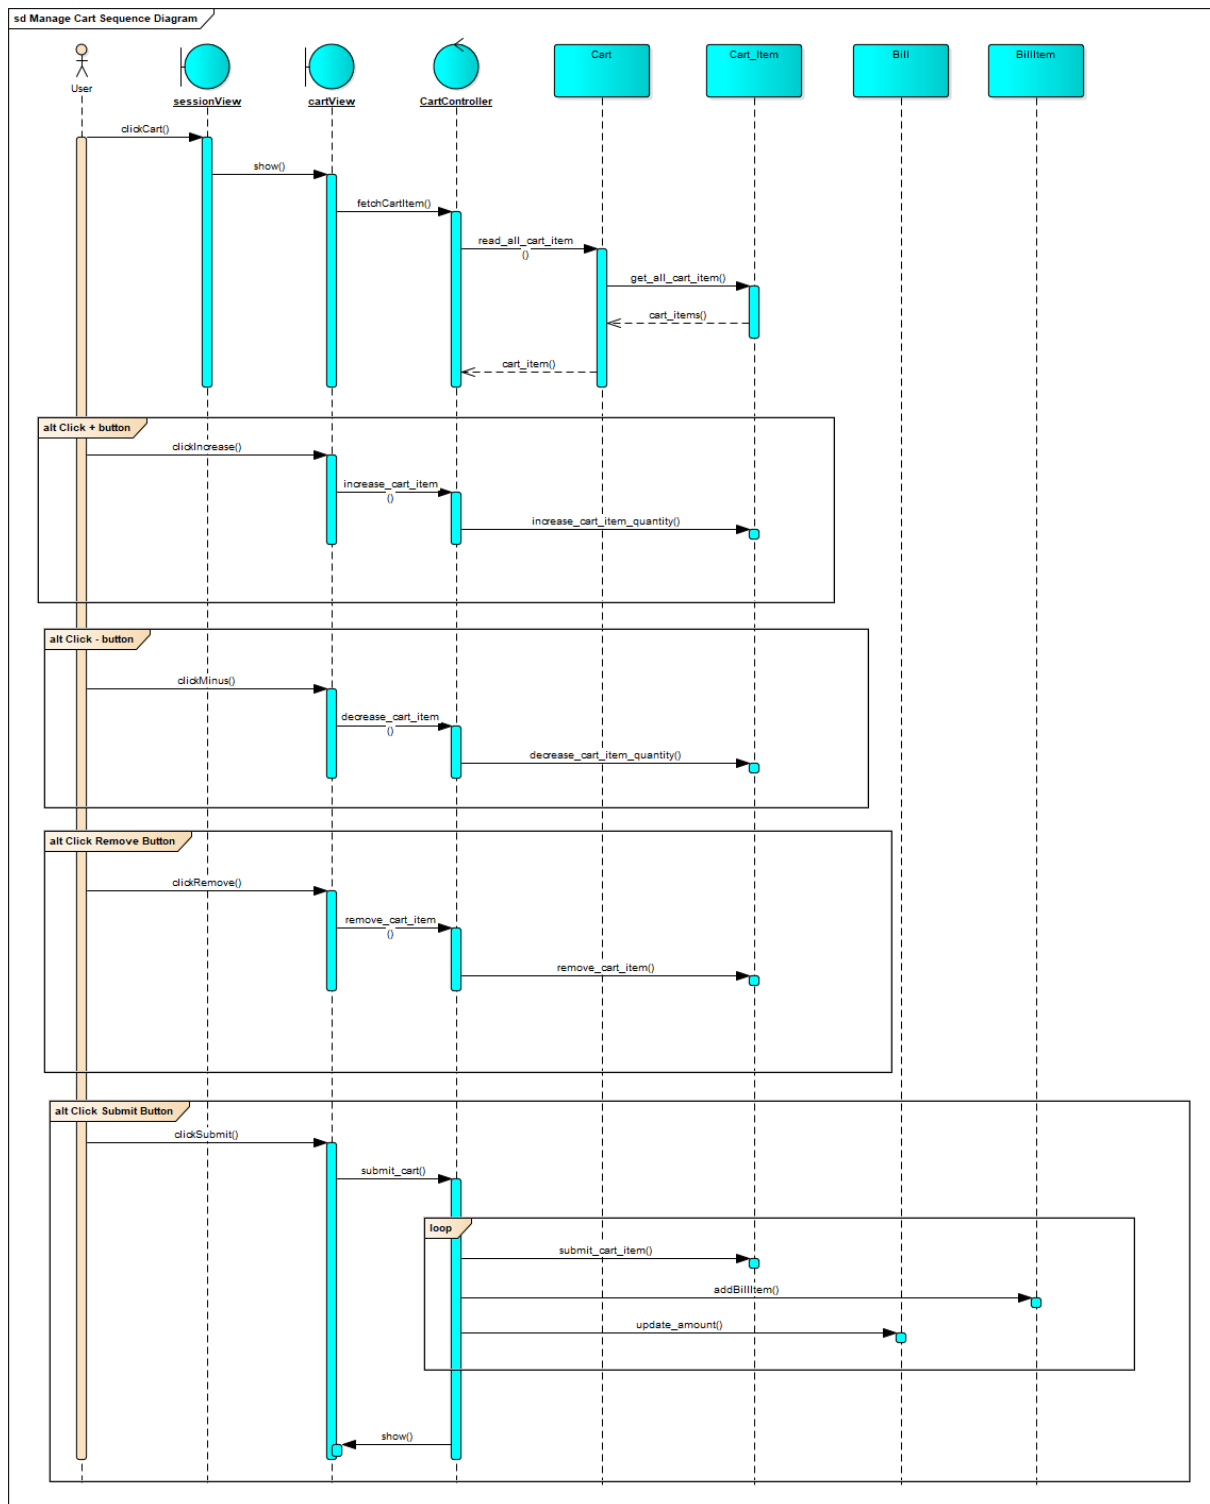 sd Manage Cart Sequence Diagram
User
sessionView
cartView
CartController
Cart
Cart_Item
Bill
BillItem
clickCart()
show()
fetchCartItem()
read_all_cart_item
()
get_all_cart_item()
cart_items()
cart_item()
alt Click + button
clickIncrease()
increase_cart_item
()
increase_cart_item_quantity()
alt Click - button
clickMinus()
decrease_cart_item
()
decrease_cart_item_quantity()
alt Click Remove Button
clickRemove()
remove_cart_item
()
remove_cart_item()
alt Click Submit Button
clickSubmit()
submit_cart()
loop
submit_cart_item()
addBillItem()
update_amount()
show()